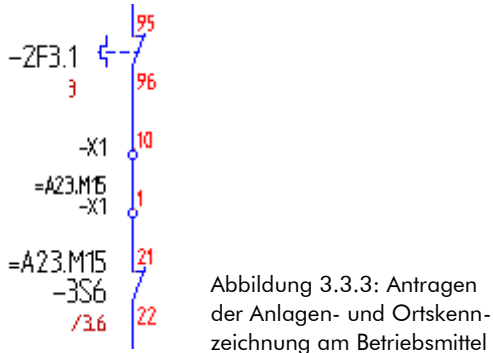 95
-2F3.1
3
96
-X1
10
=A23.M15
-X1
1
=A23.M15
21
-3S6
/3.6
22
Abbildung 3.3.3: Antragen
der Anlagen- und Ortskenn-
zeichnung am Betriebsmittel